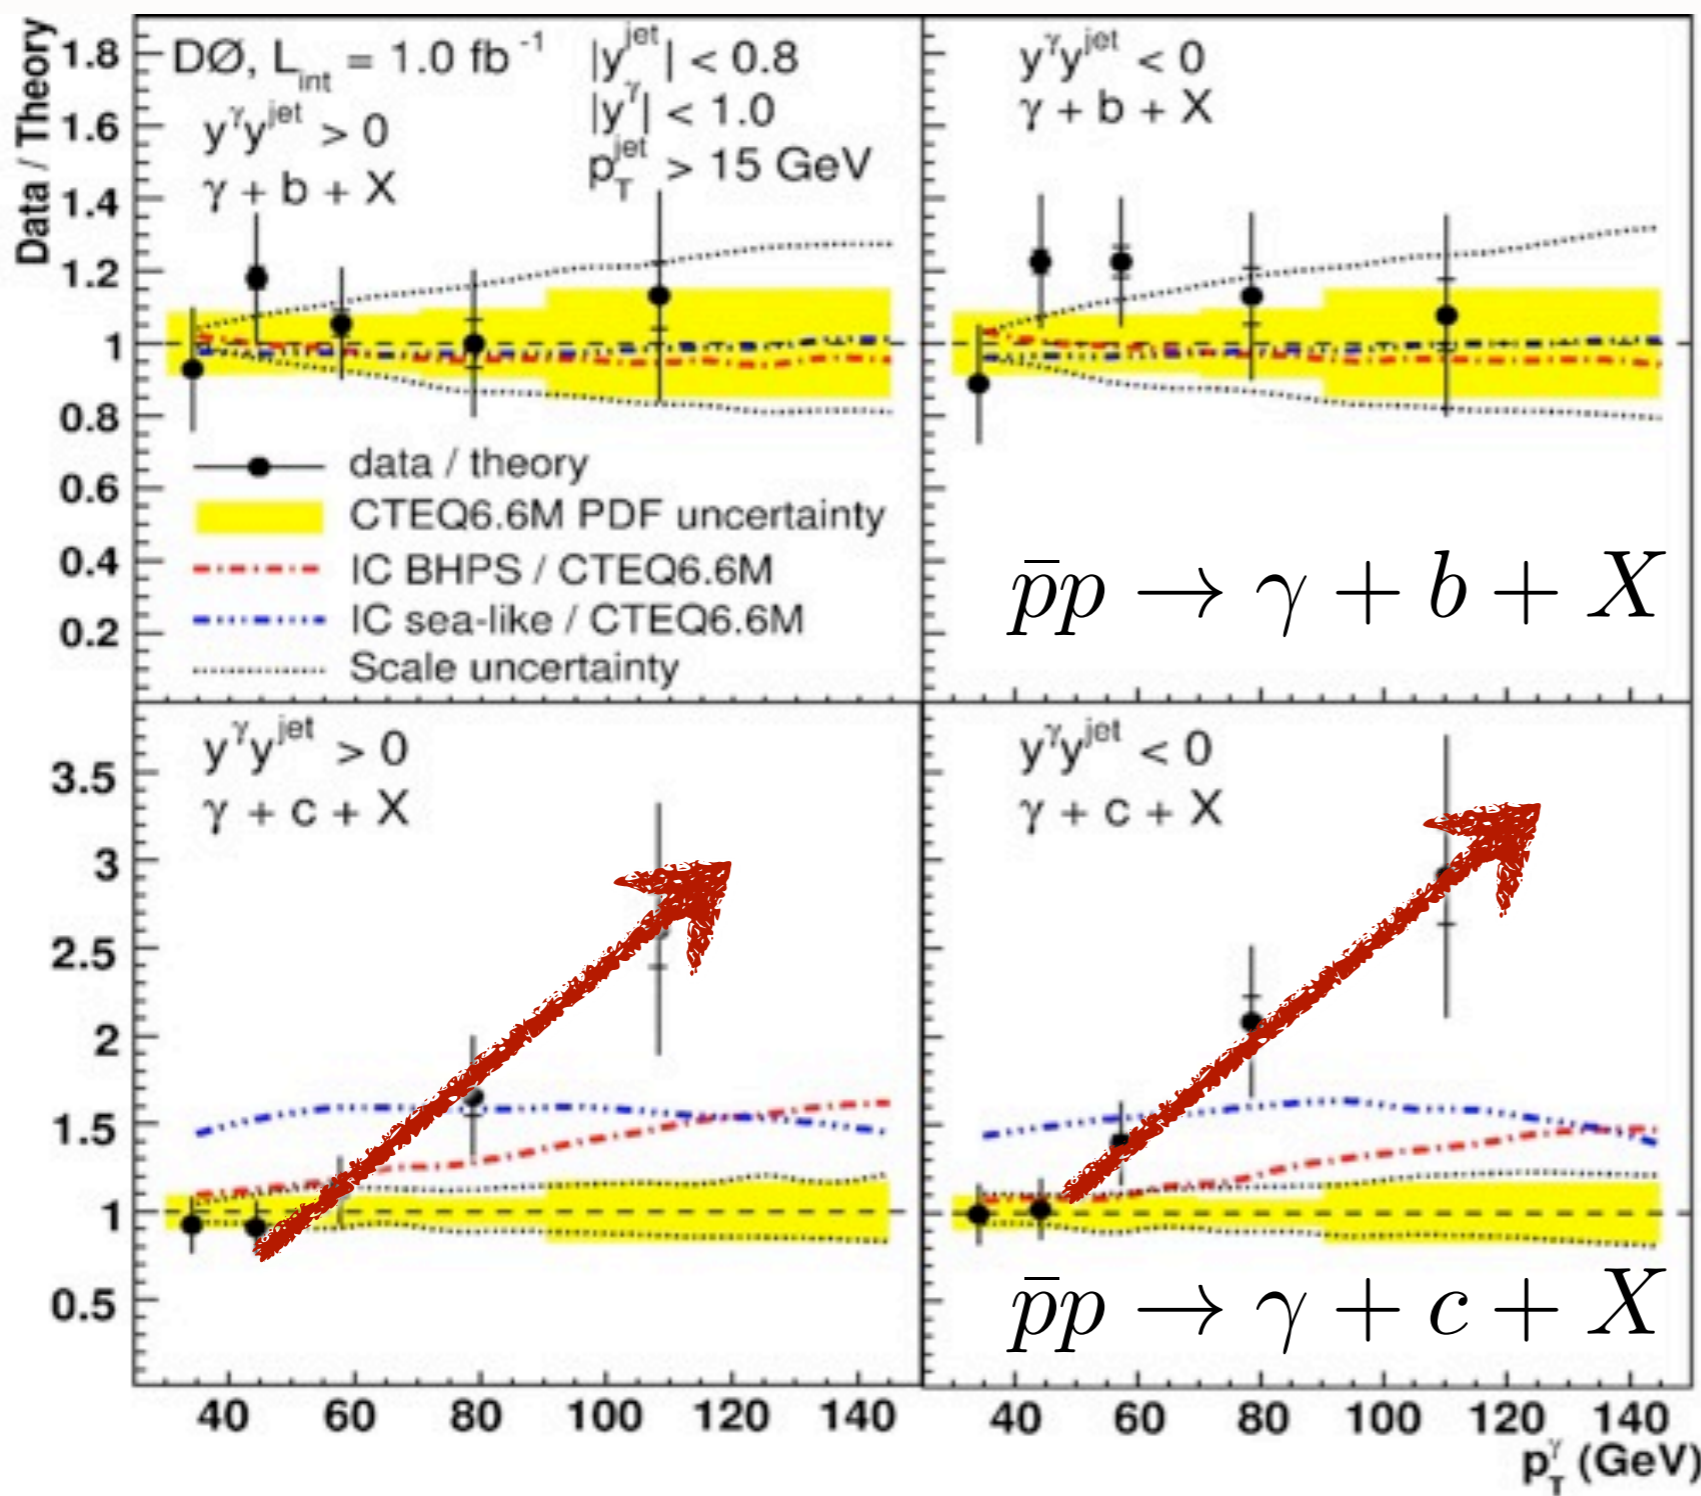 Data / Theory
1.8
1.6
1.4
1.2
1
0.8
0.6
0.4
0.2
DØ, L_int = 1.0 fb⁻¹
y^γ y^jet > 0
γ + b + X
|y^jet| < 0.8
|y^γ| < 1.0
p_T^jet > 15 GeV
data / theory
CTEQ6.6M PDF uncertainty
IC BHPS / CTEQ6.6M
IC sea-like / CTEQ6.6M
Scale uncertainty
y^γ y^jet < 0
γ + b + X
p̄p → γ + b + X
3.5
3
2.5
2
1.5
1
0.5
y^γ y^jet > 0
γ + c + X
y^γ y^jet < 0
γ + c + X
p̄p → γ + c + X
40 60 80 100 120 140
40 60 80 100 120 140
p_T^γ (GeV)